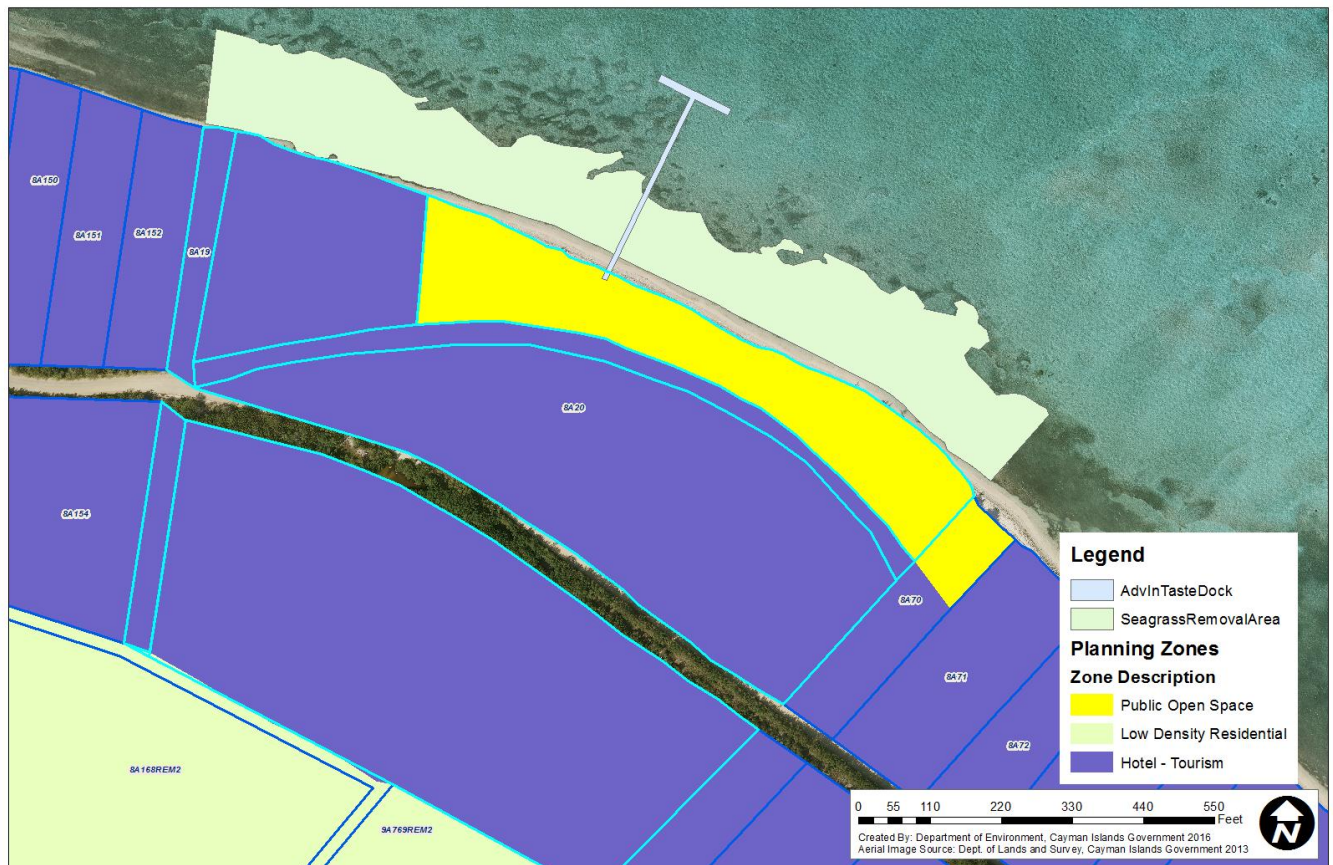 8A150
8A151
8A152
8A19
8A20
8A154
8A70
8A71
8A72
8A168REM2
9A769REM2
Legend
AdvInTasteDock
SeagrassRemovalArea
Planning Zones
Zone Description
Public Open Space
Low Density Residential
Hotel - Tourism
0 55 110 220 330 440 550
Feet
Created By: Department of Environment, Cayman Islands Government 2016
Aerial Image Source: Dept. of Lands and Survey, Cayman Islands Government 2013
N